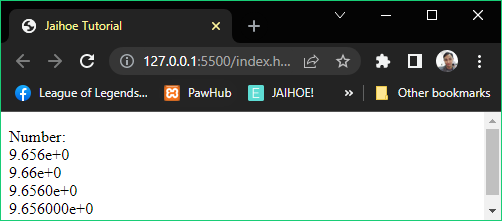 Jaihoe Tutorial
127.0.0.1:5500/index.h...
League of Legends...
PawHub
E
JAIHOE!
»
Other bookmarks
Number:
9.656e+0
9.66e+0
9.6560e+0
9.656000e+0